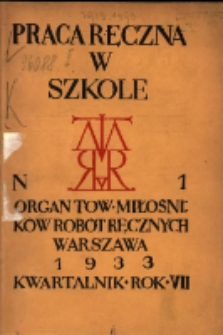 PRACA RĘCZNA
W
SZKOLE
N 1
ORGAN TOW·MIŁOŚNI-
KÓW ROBÓT RĘCZNYCH
WARSZAWA
1933
KWARTALNIK·ROK·VII